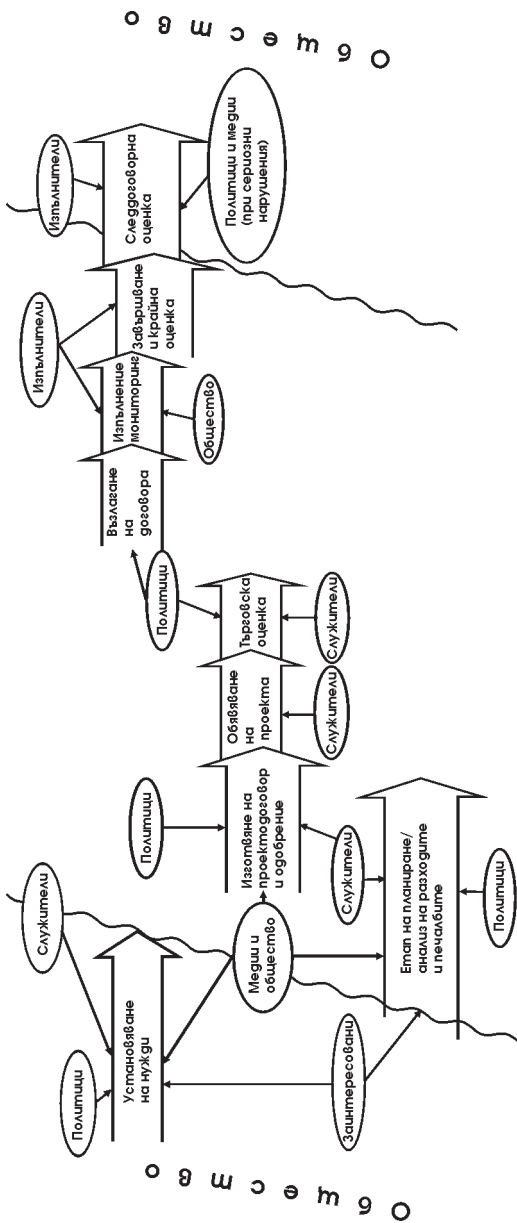 Общество
Политици
Служители
Установяване
на нужди
Заинтересовани
Медии и
общество
Етап на планиране/
анализ на разходите
и печалбите
Политици
Служители
Политици
Изготвяне на
проектодоговор
и одобрение
Обявяване
на
проекта
Служители
Търговска
оценка
Служители
Политици
Възлагане
на
договора
Изпълнение
мониторинг
Общество
Изпълнители
Завършване
и крайна
оценка
Следдоговорна
оценка
Изпълнители
Политици и медии
(при сериозни
нарушения)
Общество